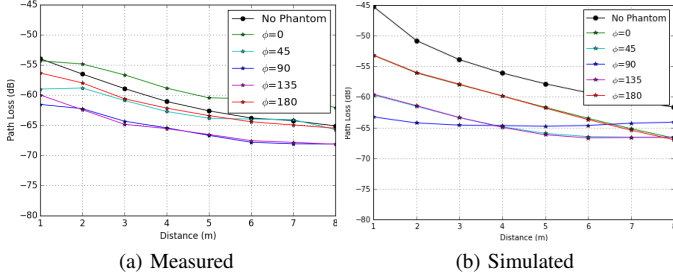 −45
−50
−55
−60
−65
−70
−75
−80
Path Loss (dB)
1 2 3 4 5 6 7 8
Distance (m)
No Phantom
ϕ=0
ϕ=45
ϕ=90
ϕ=135
ϕ=180
(a) Measured
−45
−50
−55
−60
−65
−70
−75
−80
Path Loss (dB)
1 2 3 4 5 6 7 8
Distance (m)
No Phantom
ϕ=0
ϕ=45
ϕ=90
ϕ=135
ϕ=180
(b) Simulated